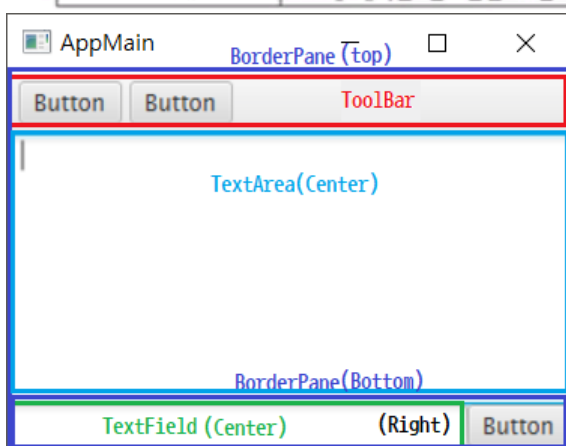 AppMain
BorderPane(top)
Button Button ToolBar
TextArea(Center)
BorderPane(Bottom)
TextField(Center) (Right) Button